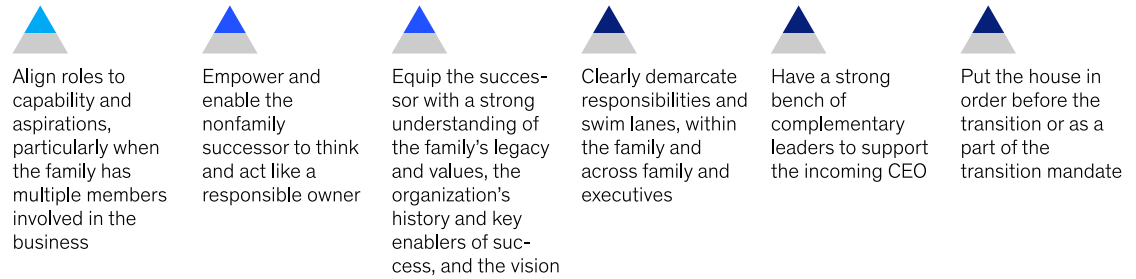 Align roles to
capability and
aspirations,
particularly when
the family has
multiple members
involved in the
business
Empower and
enable the
nonfamily
successor to think
and act like a
responsible owner
Equip the succes-
sor with a strong
understanding of
the family's legacy
and values, the
organization's
history and key
enablers of suc-
cess, and the vision
Clearly demarcate
responsibilities and
swim lanes, within
the family and
across family and
executives
Have a strong
bench of
complementary
leaders to support
the incoming CEO
Put the house in
order before the
transition or as a
part of the
transition mandate